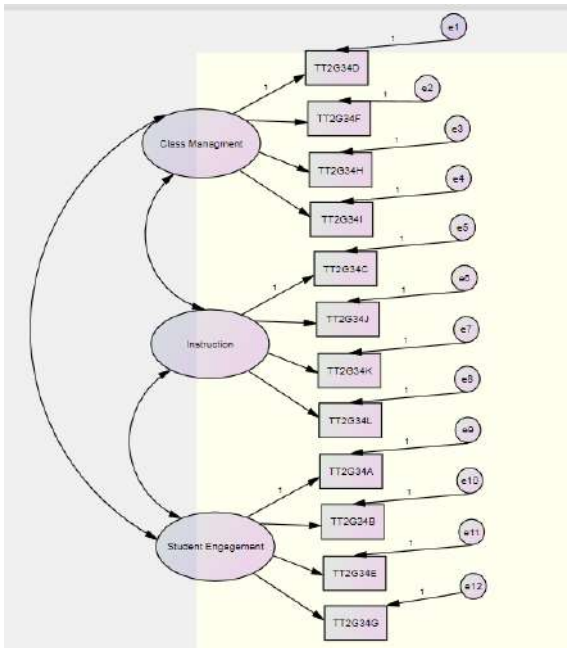 e1
1
TT2G34D
1
e2
1
TT2G34F
Class Managment
e3
1
TT2G34H
e4
1
TT2G34I
e5
1
TT2G34C
1
e6
1
TT2G34J
Instruction
e7
1
TT2G34K
e8
1
TT2G34L
e9
1
TT2G34A
1
e10
1
TT2G34B
Student Engagement
e11
1
TT2G34E
e12
1
TT2G34G